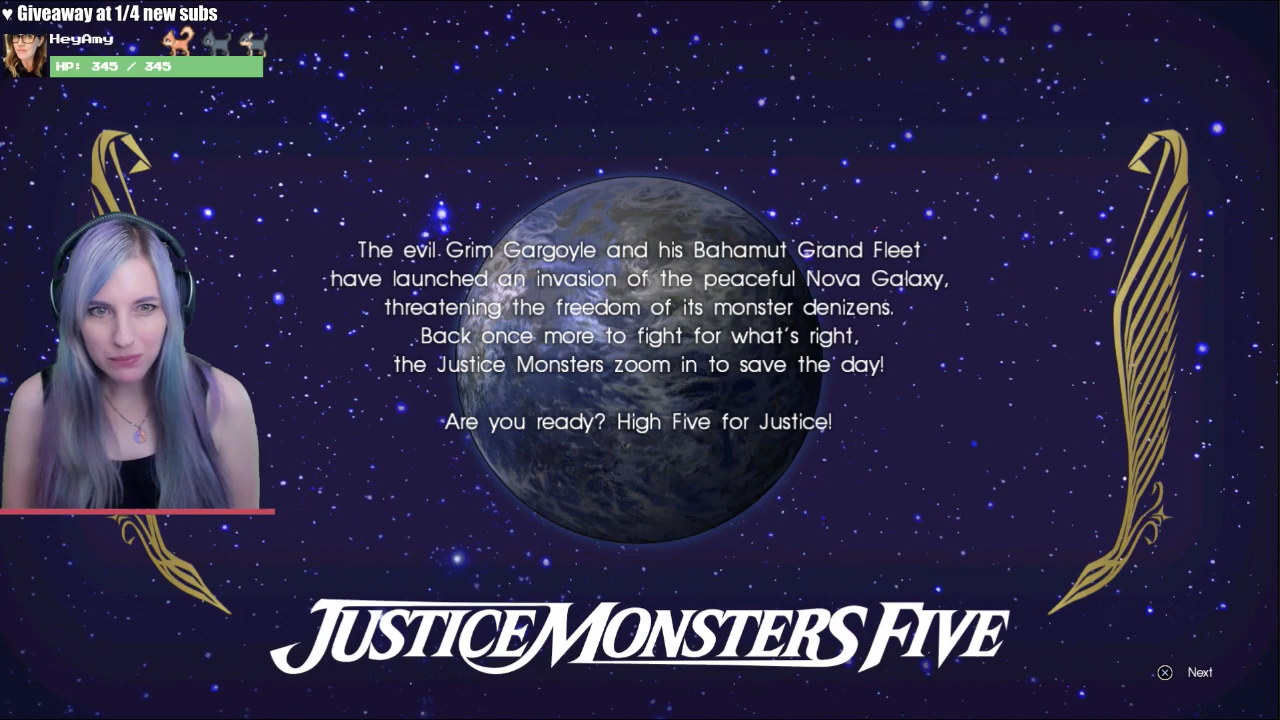 ♥ Giveaway at 1/4 new subs
HeyAmy
HP: 345 / 345
The evil Grim Gargoyle and his Bahamut Grand Fleet
have launched an invasion of the peaceful Nova Galaxy,
threatening the freedom of its monster denizens.
Back once more to fight for what's right,
the Justice Monsters zoom in to save the day!
Are you ready? High Five for Justice!
JUSTICE MONSTERS FIVE
Next